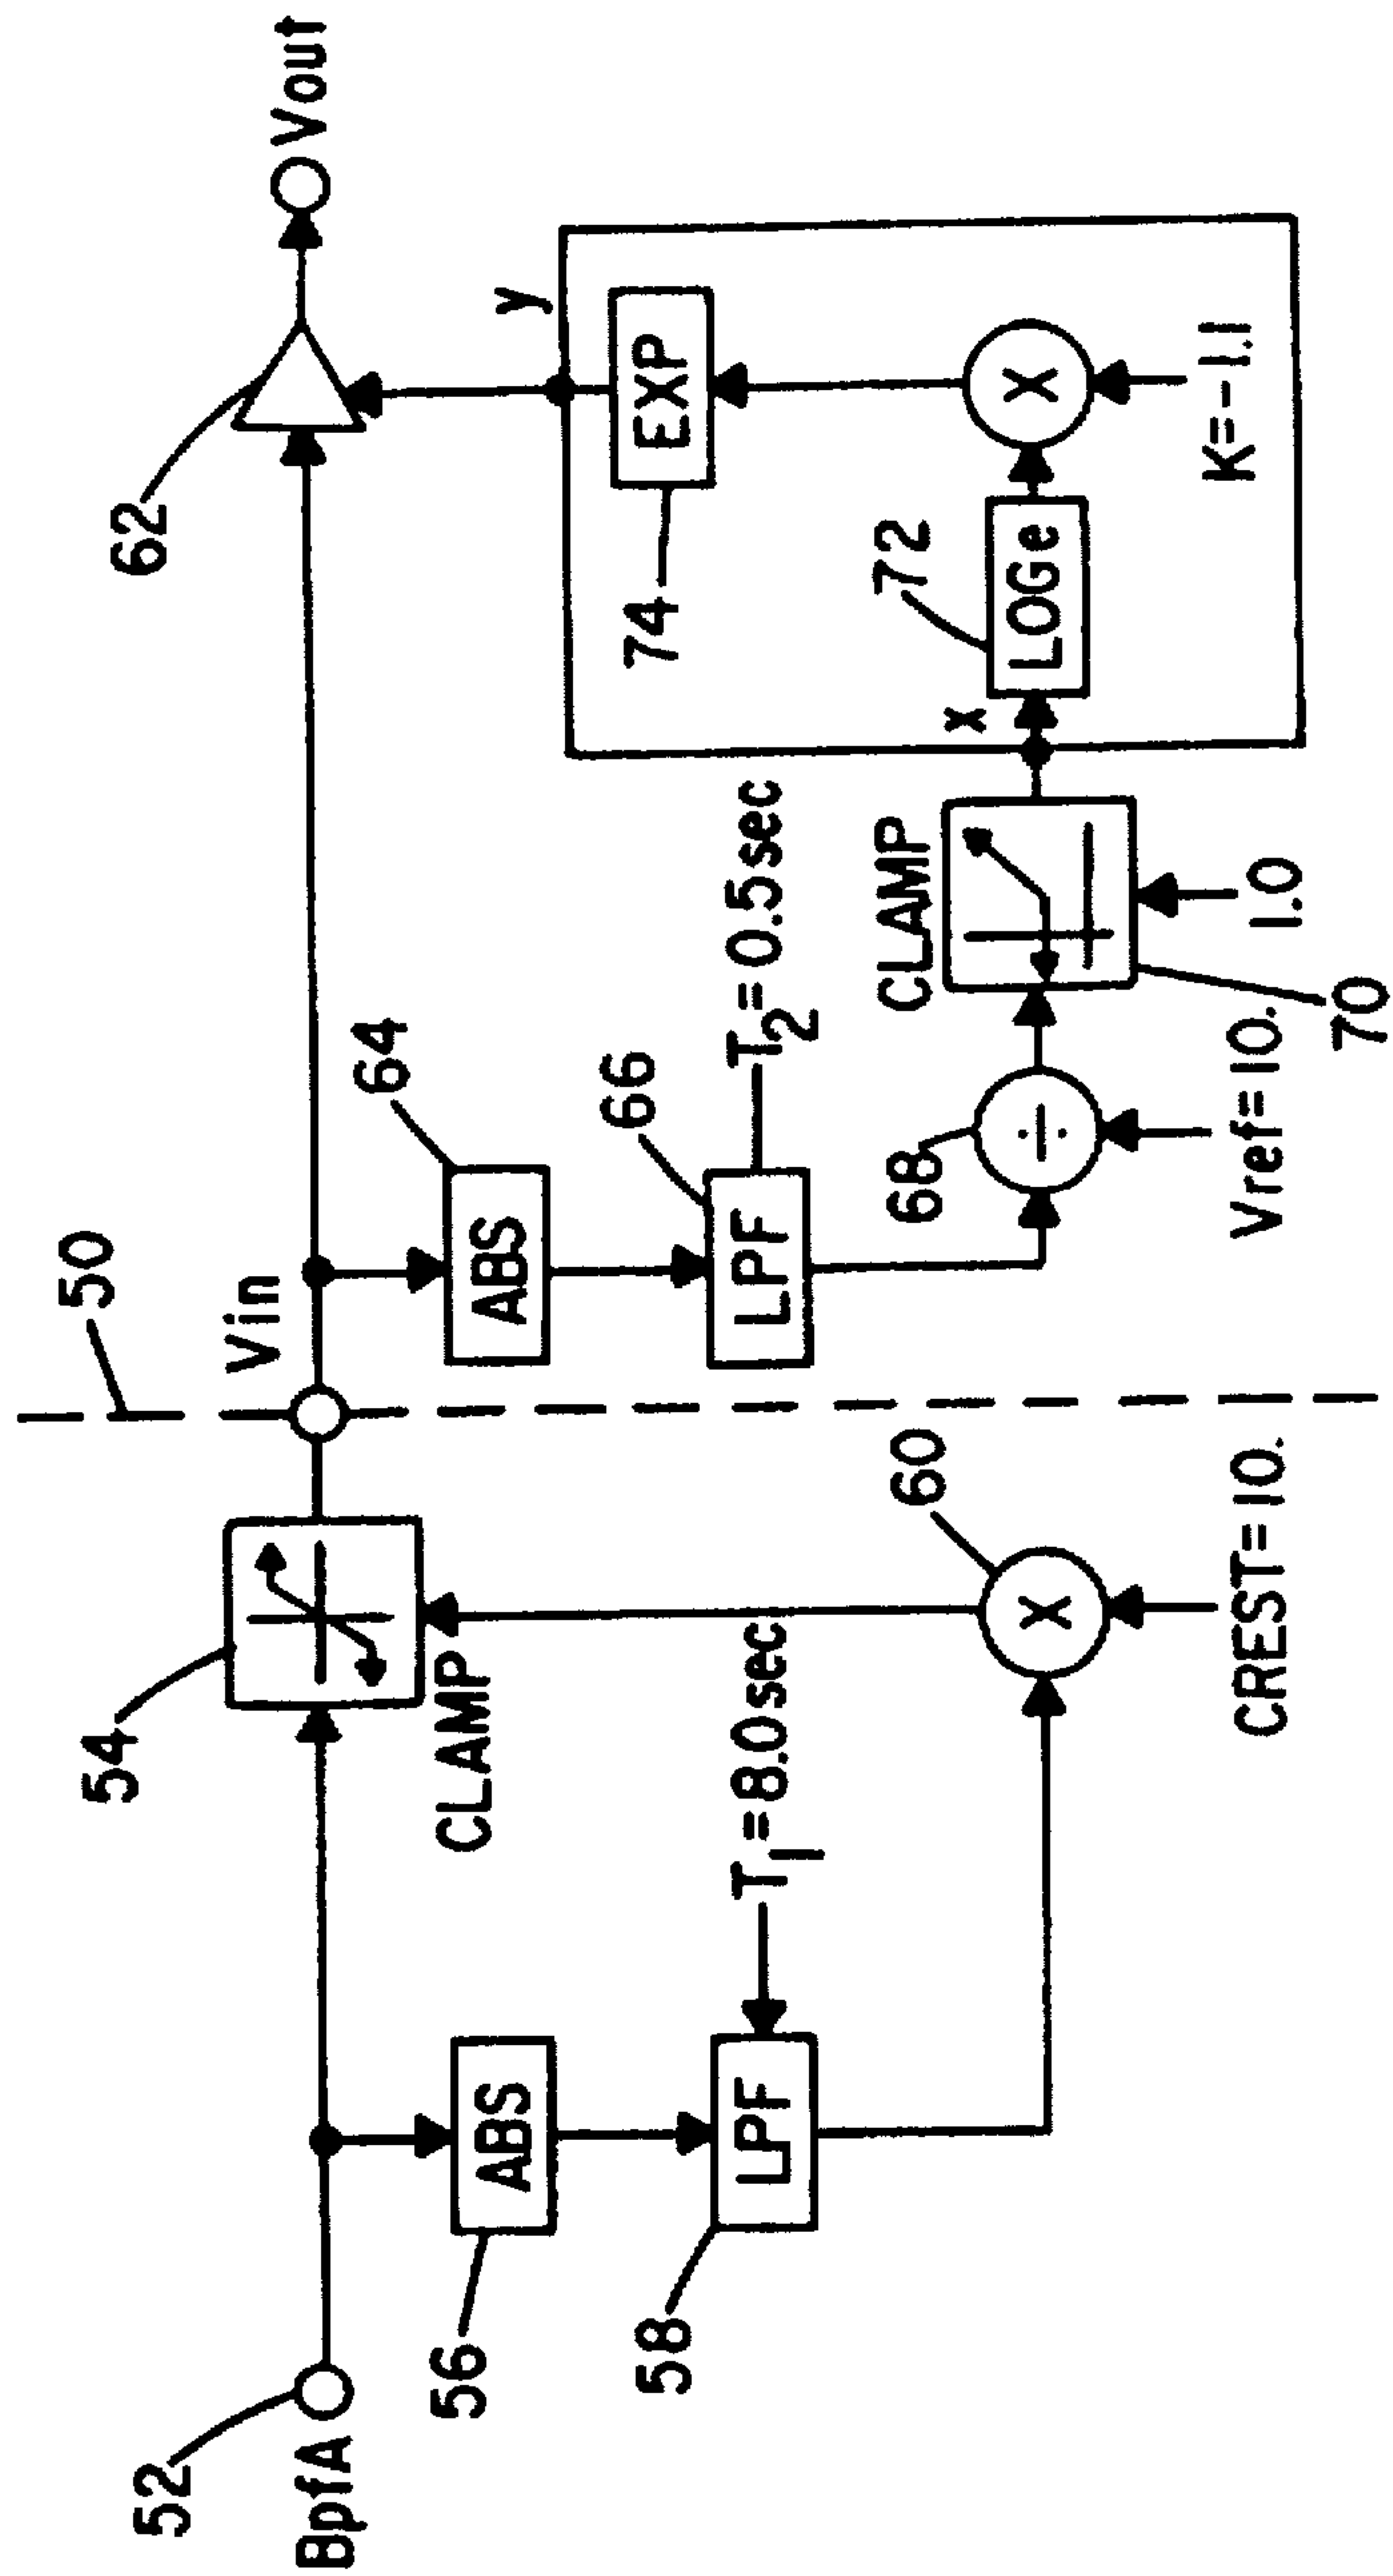 50
54
62
Vin
Vout
52
BpfA
CLAMP
56
ABS
64
ABS
y
74
EXP
58
LPF
T1=8.0sec
66
LPF
T2=0.5sec
60
X
CREST=10.
68
÷
Vref=10.
CLAMP
70
1.0
x
72
LOGe
X
K=-1.1